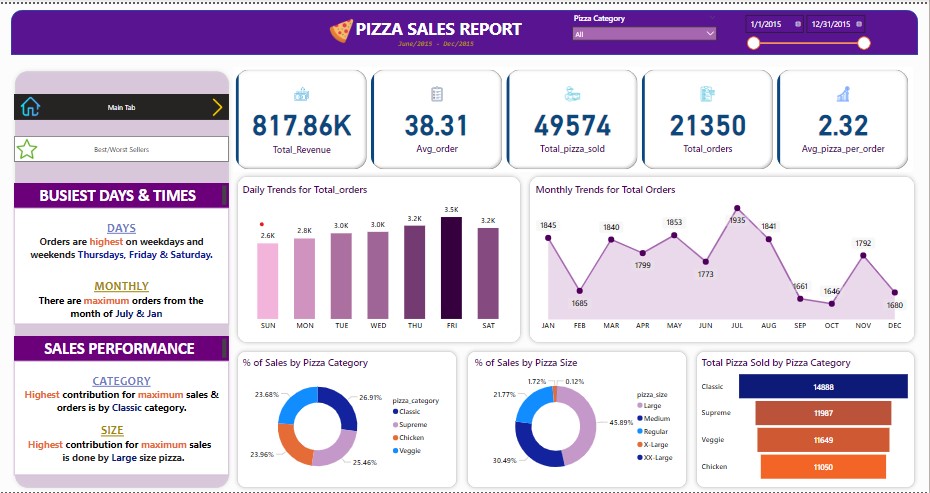 PIZZA SALES REPORT
June/2015 - Dec/2015
Pizza Category
All
1/1/2015
12/31/2015
Main Tab
Best/Worst Sellers
BUSIEST DAYS & TIMES
DAYS
Orders are highest on weekdays and
weekends Thursdays, Friday & Saturday.
MONTHLY
There are maximum orders from the
month of July & Jan
SALES PERFORMANCE
CATEGORY
Highest contribution for maximum sales &
orders is by Classic category.
SIZE
Highest contribution for maximum sales
is done by Large size pizza.
817.86K
Total_Revenue
38.31
Avg_order
49574
Total_pizza_sold
21350
Total_orders
2.32
Avg_pizza_per_order
Daily Trends for Total_orders
2.6K
2.8K
3.0K
3.0K
3.2K
3.5K
3.2K
SUN
MON
TUE
WED
THU
FRI
SAT
Monthly Trends for Total Orders
1845
1685
1840
1799
1853
1773
1935
1841
1661
1646
1792
1680
JAN
FEB
MAR
APR
MAY
JUN
JUL
AUG
SEP
OCT
NOV
DEC
% of Sales by Pizza Category
23.68%
26.91%
23.96%
25.46%
pizza_category
Classic
Supreme
Chicken
Veggie
% of Sales by Pizza Size
1.72%
0.12%
21.77%
45.89%
30.49%
pizza_size
Large
Medium
Regular
X-Large
XX-Large
Total Pizza Sold by Pizza Category
Classic
14888
Supreme
11987
Veggie
11649
Chicken
11050